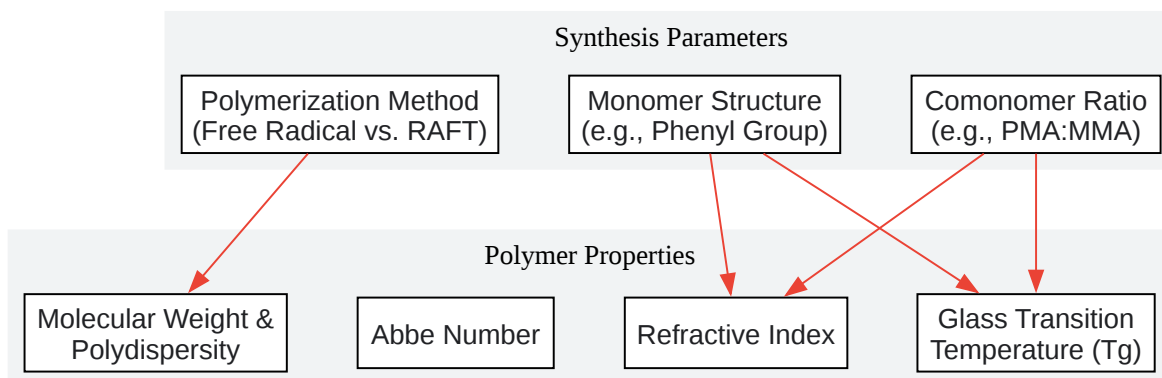 Synthesis Parameters
Polymerization Method
(Free Radical vs. RAFT)
Monomer Structure
(e.g., Phenyl Group)
Comonomer Ratio
(e.g., PMA:MMA)
Polymer Properties
Molecular Weight &
Polydispersity
Abbe Number
Refractive Index
Glass Transition
Temperature (Tg)